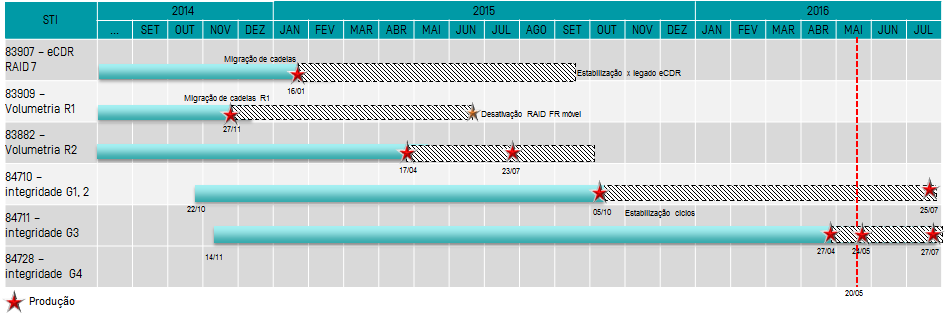 STI
2014
2015
2016
...
SET
OUT
NOV
DEZ
JAN
FEV
MAR
ABR
MAI
JUN
JUL
AGO
SET
OUT
NOV
DEZ
JAN
FEV
MAR
ABR
MAI
JUN
JUL
83907 – eCDR
RAID 7
Migração de cadeias
16/01
Estabilização x legado eCDR
83909 –
Volumetria R1
Migração de cadeias R1
27/11
Desativação RAID FR móvel
83882 –
Volumetria R2
17/04
23/07
84710 –
integridade G1, 2
22/10
05/10
Estabilização ciclos
25/07
84711 –
integridade G3
14/11
27/04
24/05
27/07
84728 –
integridade G4
20/05
Produção